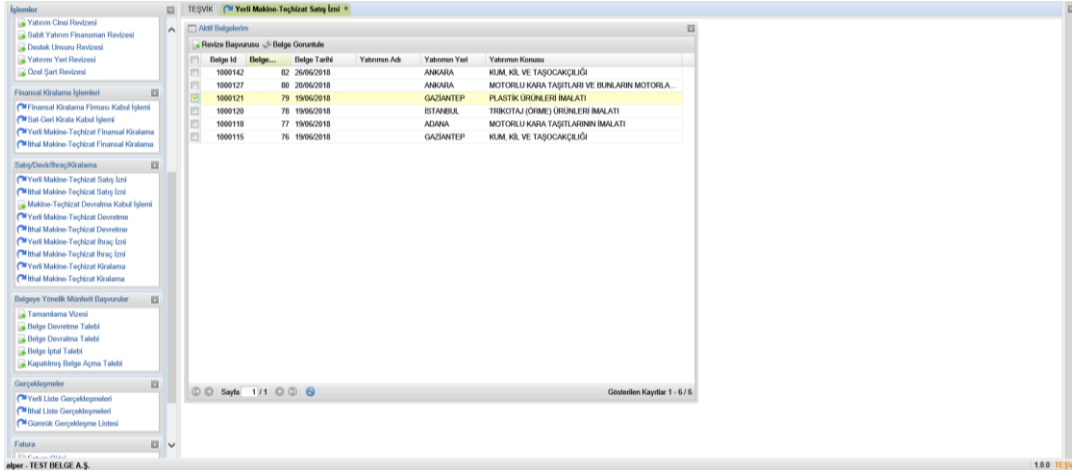 İşlemler
Yatırım Cinsi Revizesi
Sabit Yatırım Finansman Revizesi
Destek Unsuru Revizesi
Yatırım Yeri Revizesi
Özel Şart Revizesi
Finansal Kiralama İşlemleri
Finansal Kiralama Firması Kabul İşlemi
Sat-Geri Kirala Kabul İşlemi
Yerli Makine-Teçhizat Finansal Kiralama
İthal Makine-Teçhizat Finansal Kiralama
Satış/Devir/İhraç/Kiralama
Yerli Makine-Teçhizat Satış İzni
İthal Makine-Teçhizat Satış İzni
Makine-Teçhizat Devralma Kabul İşlemi
Yerli Makine-Teçhizat Devretme
İthal Makine-Teçhizat Devretme
Yerli Makine-Teçhizat İhraç İzni
İthal Makine-Teçhizat İhraç İzni
Yerli Makine-Teçhizat Kiralama
İthal Makine-Teçhizat Kiralama
Belgeye Yönelik Münferit Başvurular
Tamamlama Vizesi
Belge Devretme Talebi
Belge Devralma Talebi
Belge İptal Talebi
Kapatılmış Belge Açma Talebi
Gerçekleşmeler
Yerli Liste Gerçekleşmeleri
İthal Liste Gerçekleşmeleri
Gümrük Gerçekleşme Listesi
Fatura
TEŞVİK Yerli Makine-Teçhizat Satış İzni
Aktif Belgelerim
Revize Başvurusu Belge Goruntule
Belge Id Belge... Belge Tarihi Yatırımın Adı Yatırımın Yeri Yatırımın Konusu
1000142 82 26/06/2018 ANKARA KUM, KİL VE TAŞOCAKÇILIĞI
1000127 80 20/06/2018 ANKARA MOTORLU KARA TAŞITLARI VE BUNLARIN MOTORLA...
1000121 79 19/06/2018 GAZİANTEP PLASTİK ÜRÜNLERİ İMALATI
1000120 78 19/06/2018 İSTANBUL TRİKOTAJ (ÖRME) ÜRÜNLERİ İMALATI
1000118 77 19/06/2018 ADANA MOTORLU KARA TAŞITLARININ İMALATI
1000115 76 19/06/2018 GAZİANTEP KUM, KİL VE TAŞOCAKÇILIĞI
Sayfa 1 / 1 Gösterilen Kayıtlar 1 - 6 / 6
alper - TEST BELGE A.Ş. 1.0.0